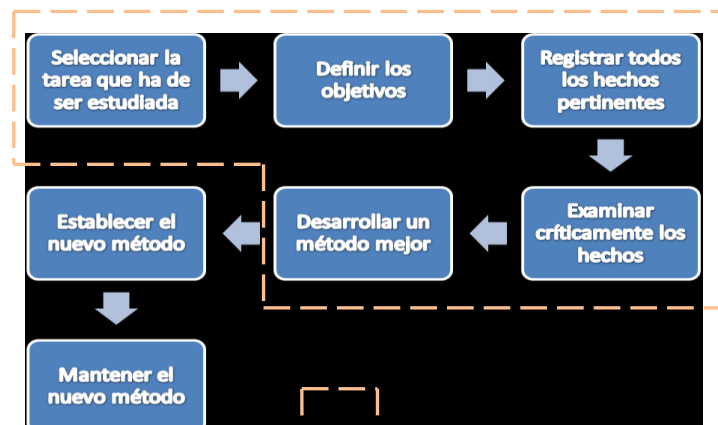 Seleccionar la
tarea que ha de
ser estudiada
Definir los
objetivos
Registrar todos
los hechos
pertinentes
Examinar
críticamente los
hechos
Desarrollar un
método mejor
Establecer el
nuevo método
Mantener el
nuevo método